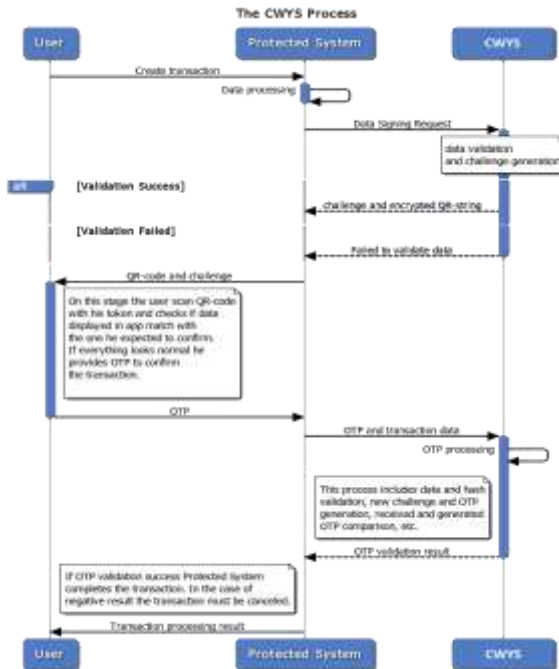 The CWYS Process
User
Protected System
CWYS
Create transaction
Data processing
Data Signing Request
data validation
and challenge generation
alt
[Validation Success]
challenge and encrypted QR-string
[Validation Failed]
Failed to validate data
QR-code and challenge
On this stage the user scan QR-code
with his token and checks if data
displayed in app match with
the one he expected to confirm.
If everything looks normal he
provides OTP to confirm
the transaction.
OTP
OTP and transaction data
OTP processing
This process includes data and hash
validation, new challenge and OTP
generation, received and generated
OTP comparison, etc.
OTP validation result
If OTP validation success Protected System
completes the transaction. In the case of
negative result the transaction must be canceled.
Transaction processing result
User
Protected System
CWYS